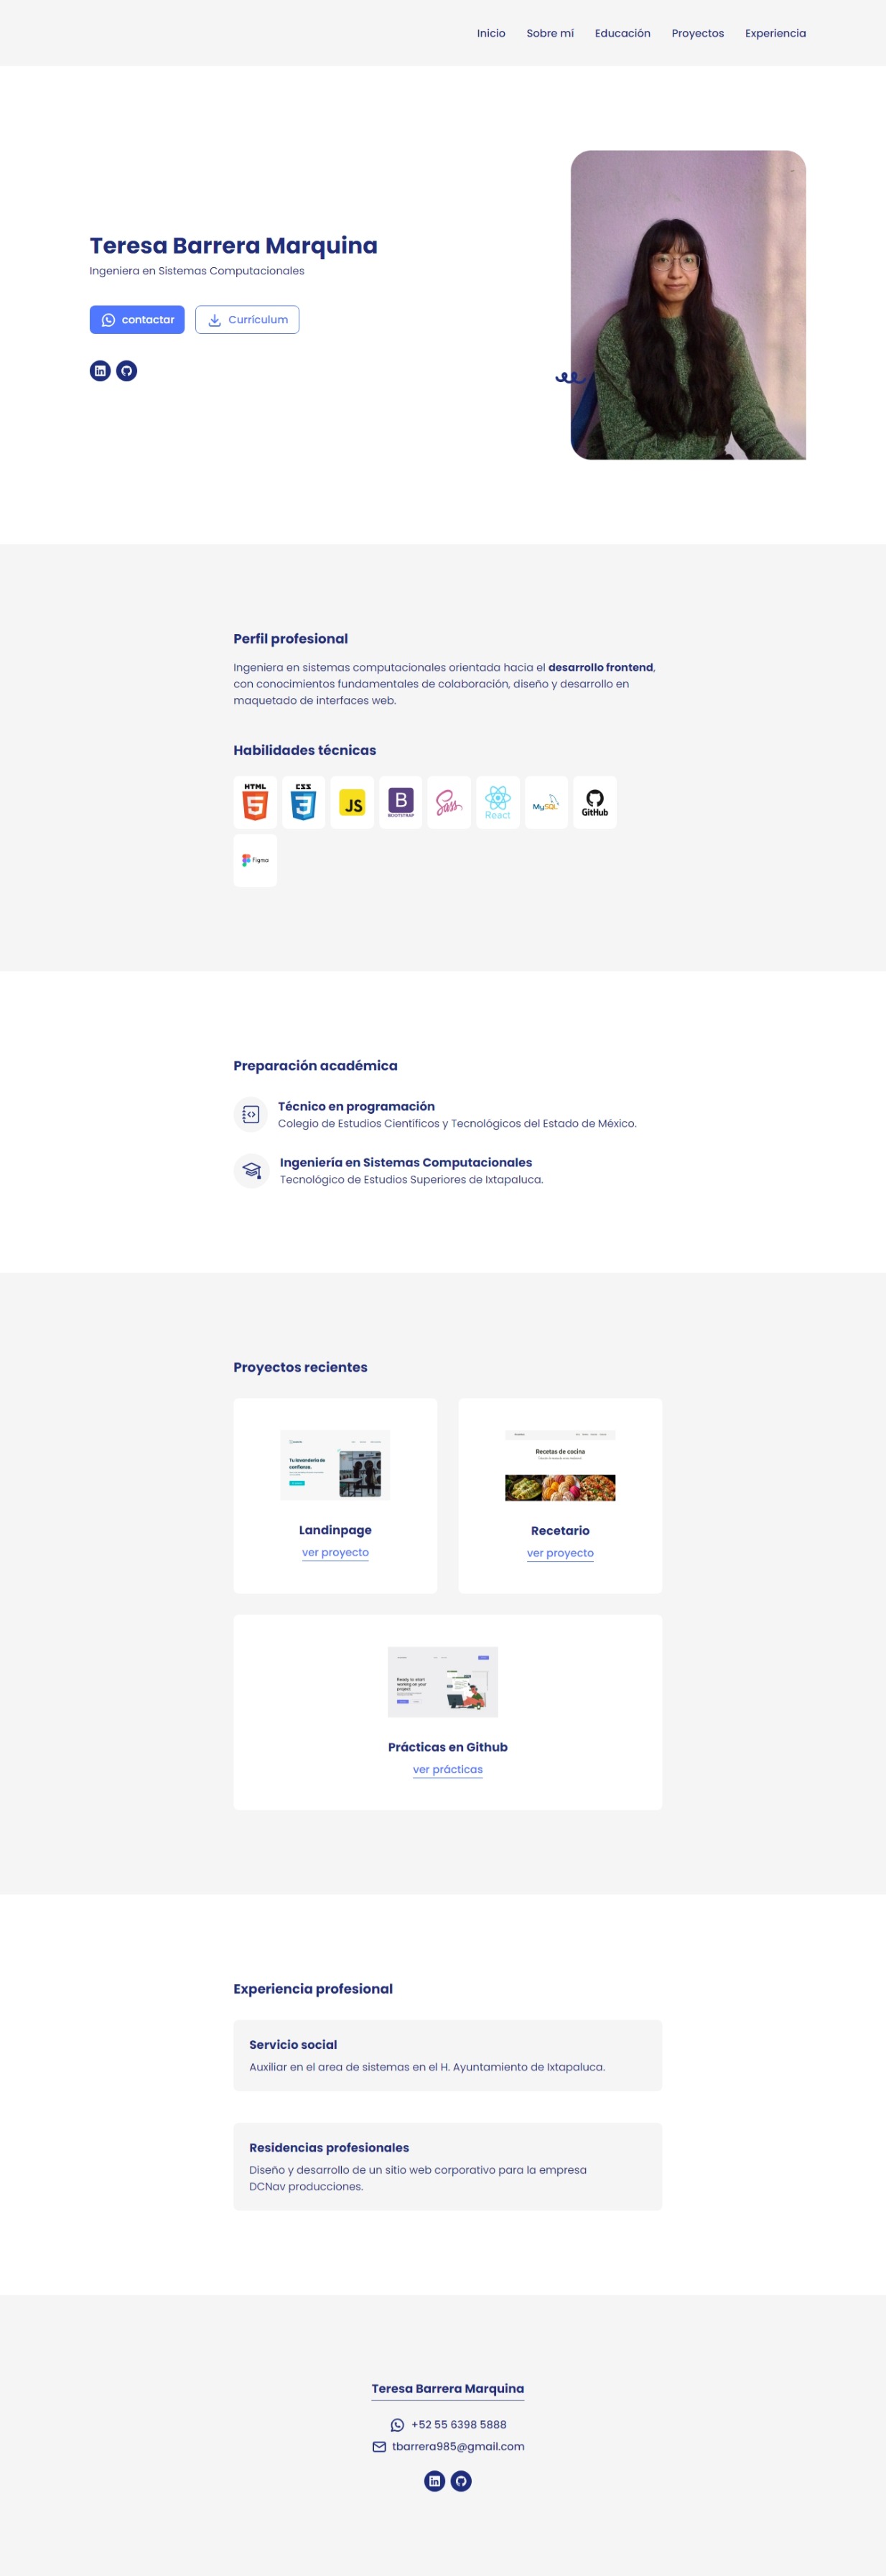 Inicio Sobre mí Educación Proyectos Experiencia
Teresa Barrera Marquina
Ingeniera en Sistemas Computacionales
contactar Currículum
Perfil profesional
Ingeniera en sistemas computacionales orientada hacia el desarrollo frontend,
con conocimientos fundamentales de colaboración, diseño y desarrollo en
maquetado de interfaces web.
Habilidades técnicas
HTML 5 CSS 3 JS B BOOTSTRAP Sass React MySQL GitHub
Figma
Preparación académica
Técnico en programación
Colegio de Estudios Científicos y Tecnológicos del Estado de México.
Ingeniería en Sistemas Computacionales
Tecnológico de Estudios Superiores de Ixtapaluca.
Proyectos recientes
Tu lavandería de
confianza.
Landinpage
ver proyecto
Recetas de cocina
Recetario
ver proyecto
Ready to start
working on your
project
Prácticas en Github
ver prácticas
Experiencia profesional
Servicio social
Auxiliar en el area de sistemas en el H. Ayuntamiento de Ixtapaluca.
Residencias profesionales
Diseño y desarrollo de un sitio web corporativo para la empresa
DCNav producciones.
Teresa Barrera Marquina
+52 55 6398 5888
tbarrera985@gmail.com